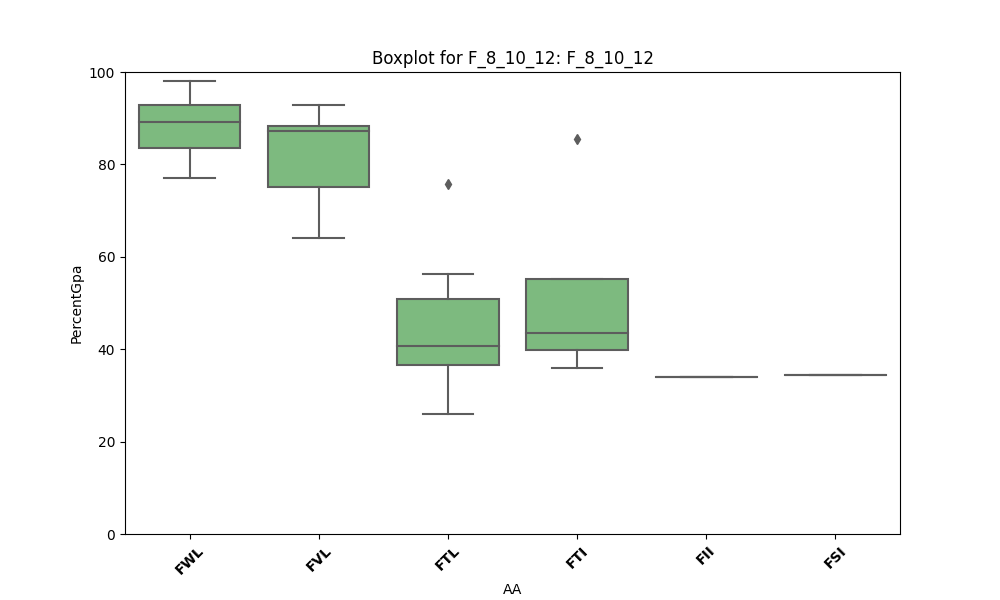 Boxplot for F_8_10_12: F_8_10_12
100
80
60
40
20
0
PercentGpa
FWL
FVL
FTL
FTI
FII
FSI
AA